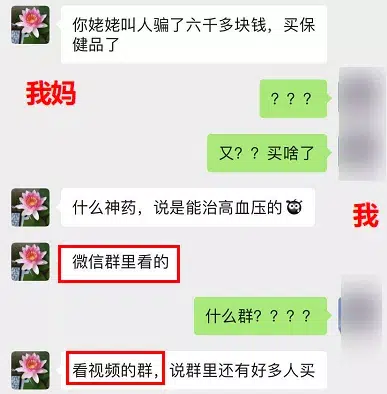 你姥姥叫人骗了六千多块钱，买保
健品了
我妈
？？？
又？？买啥了
什么神药，说是能治高血压的
我
微信群里看的
什么群？？？？
看视频的群，说群里还有好多人买